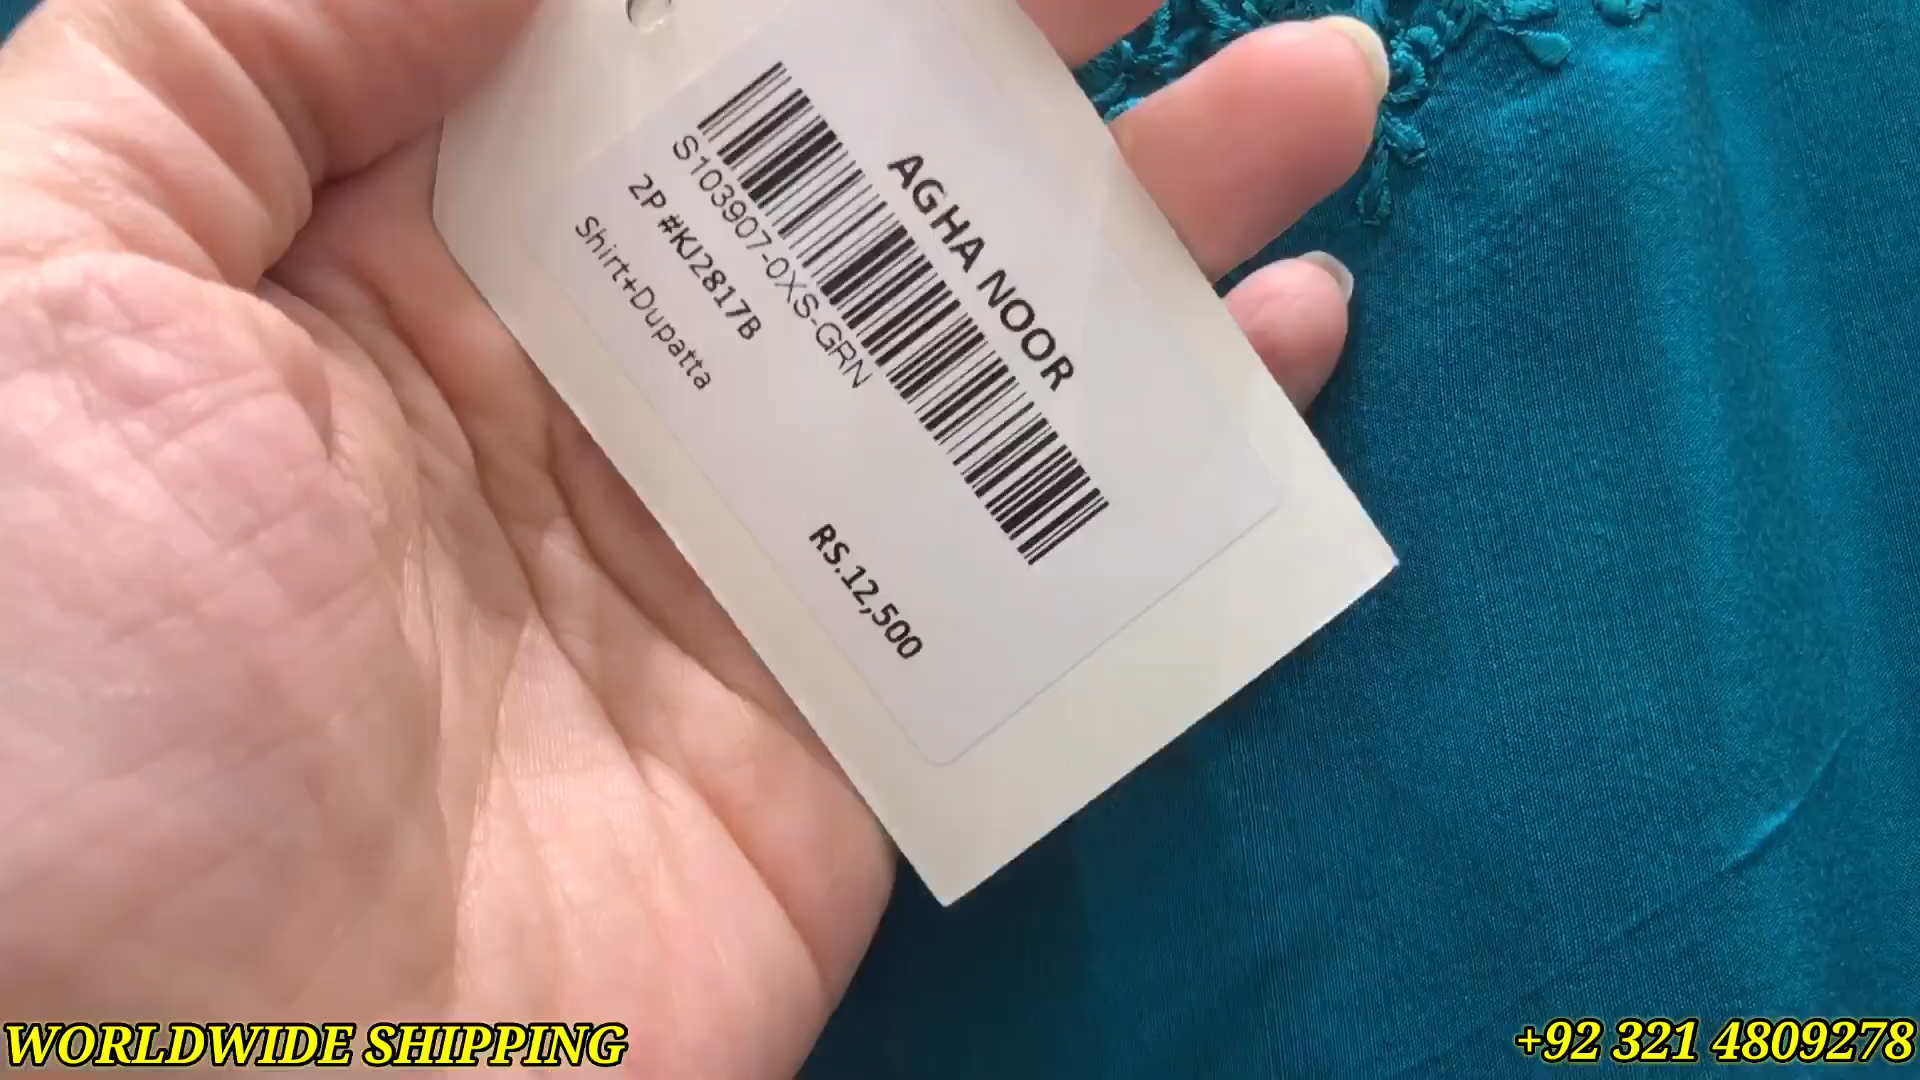 AGHA NOOR
S103907-0XS-GRN
2P #KJ2817B
Shirt+Dupatta
RS.12,500
WORLDWIDE SHIPPING
+92 321 4809278